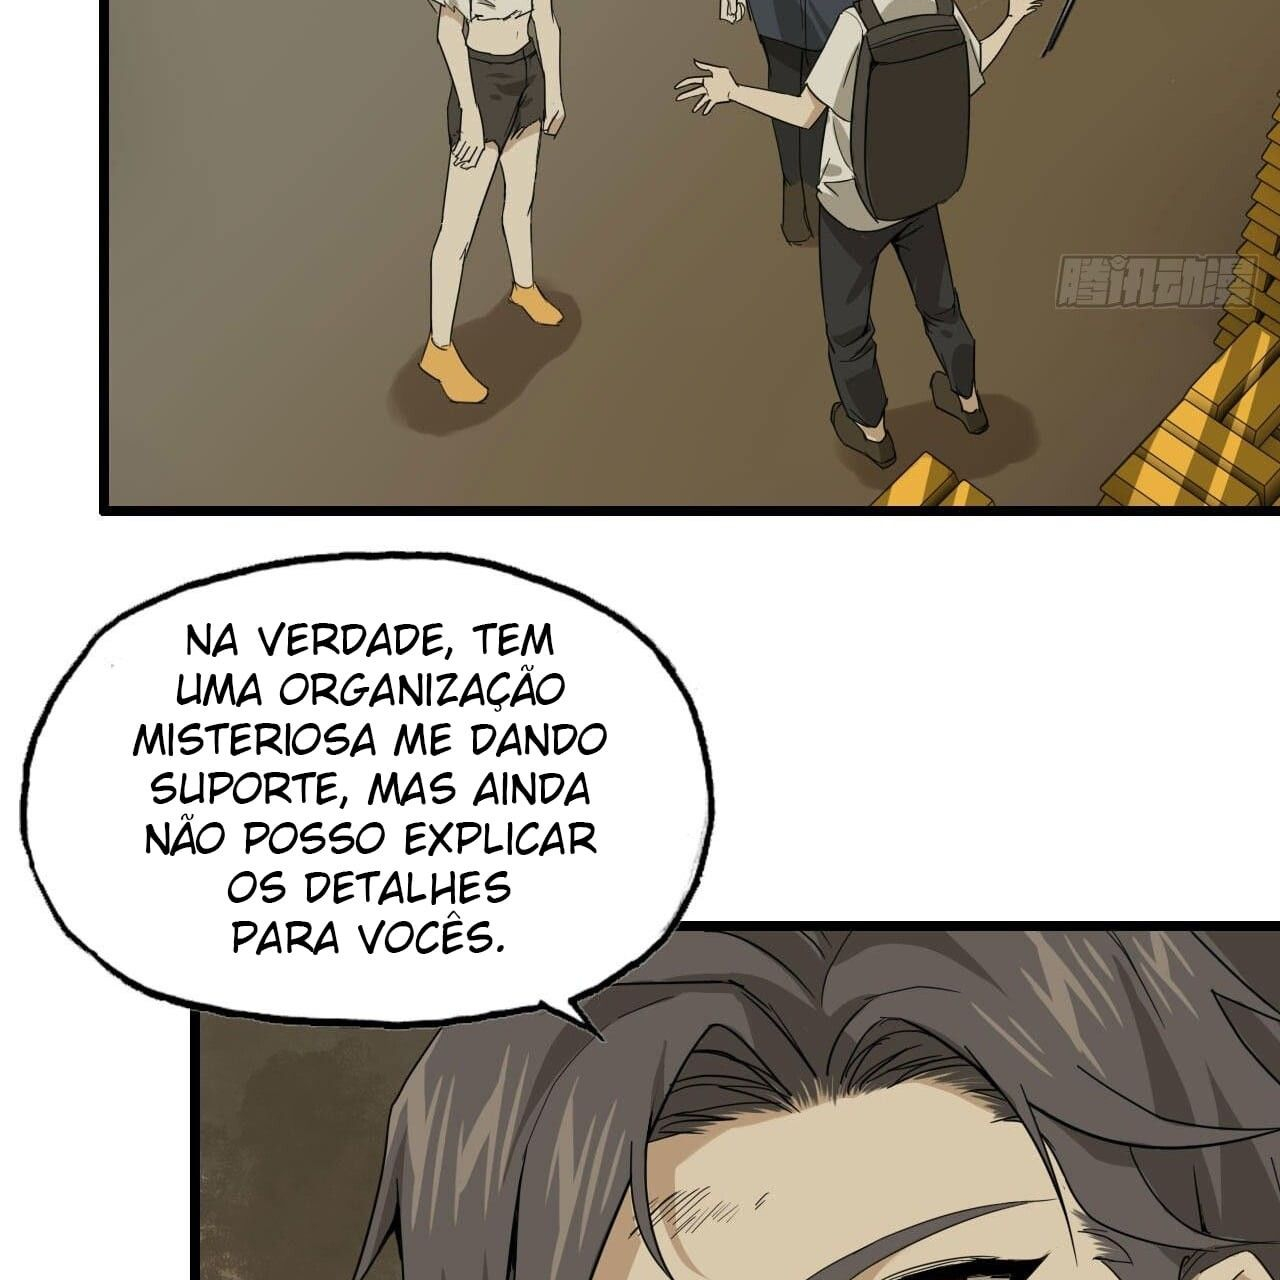 腾讯动漫
NA VERDADE, TEM
UMA ORGANIZAÇÃO
MISTERIOSA ME DANDO
SUPORTE, MAS AINDA
NÃO POSSO EXPLICAR
OS DETALHES
PARA VOCÊS.